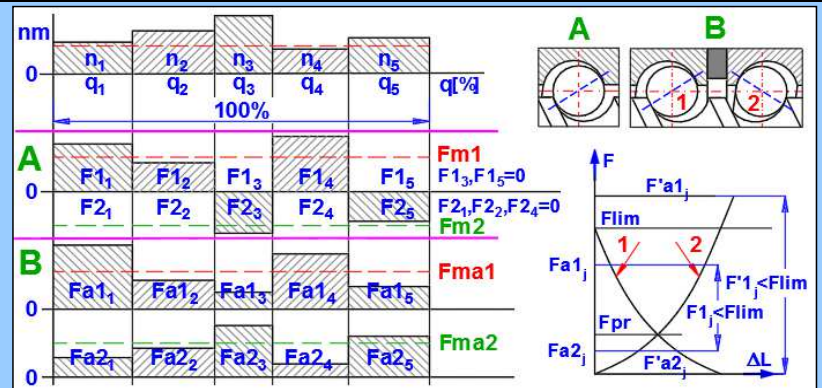 nm
n1 n2 n3 n4 n5
0
q1 q2 q3 q4 q5 q[%]
100%
A
Fm1
F11 F12 F13 F14 F15 F13,F15=0
0
F21 F22 F23 F24 F25 F21,F22,F24=0
Fm2
B
Fma1
Fa11 Fa12 Fa13 Fa14 Fa15
0
Fma2
Fa21 Fa22 Fa23 Fa24 Fa25
0
A B
1 2
F
F'a1j
Flim
1 2
Fa1j
F'1j<Flim
F1j<Flim
Fpr
Fa2j
F'a2j
ΔL